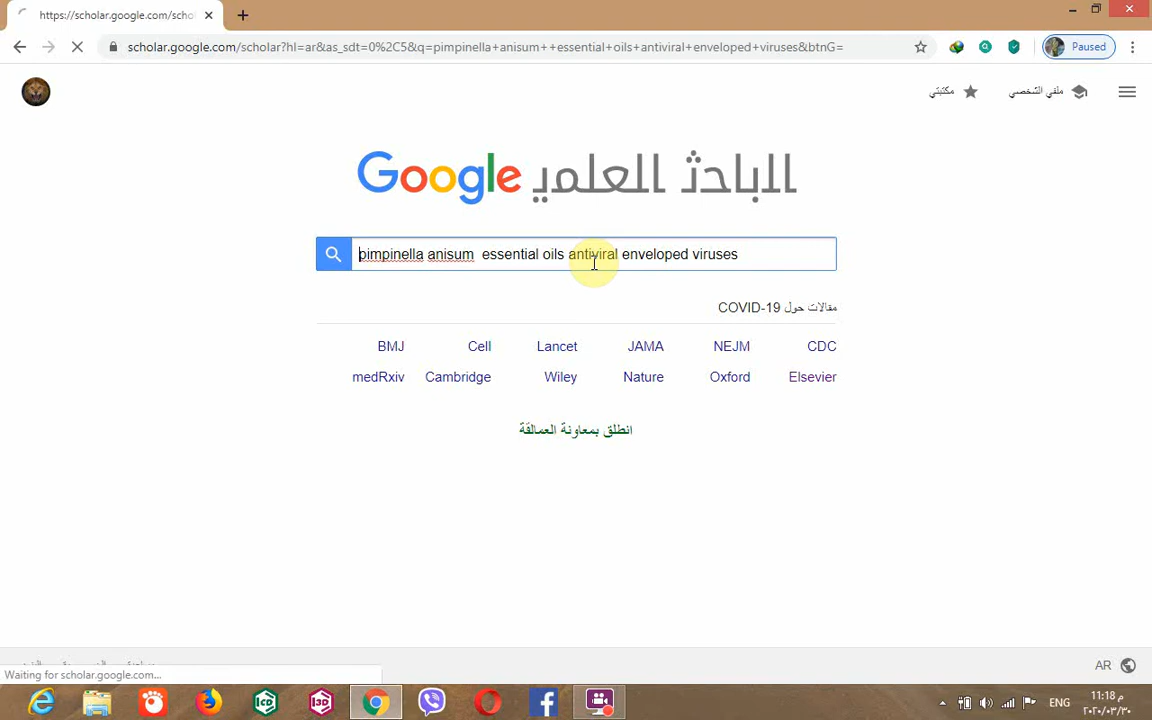 https://scholar.google.com/scho
scholar.google.com/scholar?hl=ar&as_sdt=0%2C5&q=pimpinella+anisum++essential+oils+antiviral+enveloped+viruses&btnG=
Paused
ملفي الشخصي
مكتبتي
Google الباحث العلمي
pimpinella anisum  essential oils antiviral enveloped viruses
مقالات حول COVID-19
BMJ Cell Lancet JAMA NEJM CDC
medRxiv Cambridge Wiley Nature Oxford Elsevier
انطلق بمعاونة العمالقة
AR
Waiting for scholar.google.com...
ENG
11:18 م
٢٠٢٠/٠٣/٣٠